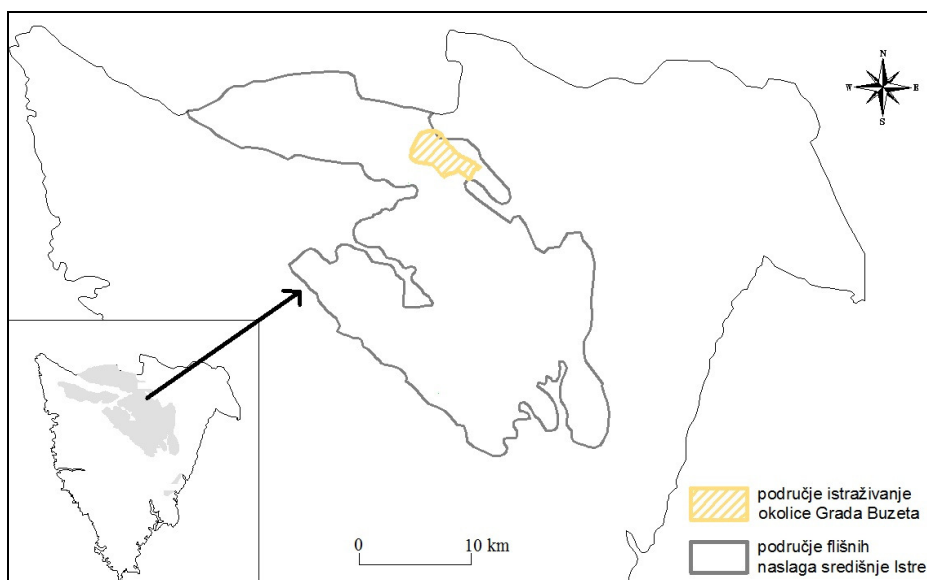 N
W E
S
područje istraživanje
okolice Grada Buzeta
područje flišnih
naslaga središnje Istre
0 10 km